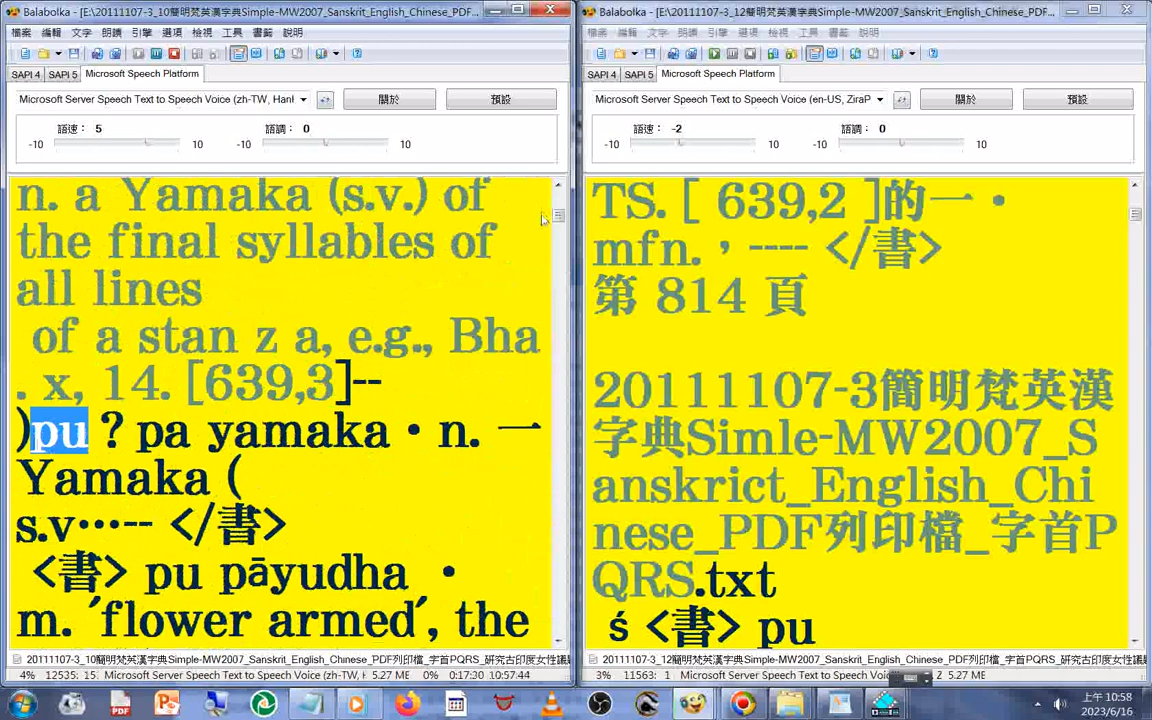 Balabolka - [E:\20111107-3_10簡明梵英漢字典Simple-MW2007_Sanskrit_English_Chinese_PDF...
檔案 編輯 文字 朗讀 引擎 選項 檢視 工具 書籤 說明
SAPI 4 SAPI 5 Microsoft Speech Platform
Microsoft Server Speech Text to Speech Voice (zh-TW, Hanl
關於 預設
語速： 5 語調： 0
-10 10 -10 10
n. a Yamaka (s.v.) of
the final syllables of
all lines
of a stan z a, e.g., Bha
. x, 14. [639,3]--
)pu ? pa yamaka • n. 一
Yamaka (
s.v…-- </書>
<書> pu pāyudha •
m. 'flower armed', the
20111107-3_10簡明梵英漢字典Simple-MW2007_Sanskrit_English_Chinese_PDF列印檔_字首PQRS_研究古印度女性議
4% 12535: 15. Microsoft Server Speech Text to Speech Voice (zh-TW, 5.27 MB 0% 0:17:30 10:57:44
Balabolka - [E:\20111107-3_12簡明梵英漢字典Simple-MW2007_Sanskrit_English_Chinese_PDF...
檔案 編輯 文字 朗讀 引擎 選項 檢視 工具 書籤 說明
SAPI 4 SAPI 5 Microsoft Speech Platform
Microsoft Server Speech Text to Speech Voice (en-US, ZiraP
關於 預設
語速： -2 語調： 0
-10 10 -10 10
TS. [ 639,2 ]的一•
mfn.，---- </書>
第 814 頁
20111107-3簡明梵英漢
字典Simle-MW2007_S
anskrict_English_Chi
nese_PDF列印檔_字首P
QRS.txt
ś <書> pu
20111107-3_12簡明梵英漢字典Simple-MW2007_Sanskrit_English_Chinese_PDF列印檔_字首PQRS_研究古印度女性議
3% 11563: 1 Microsoft Server Speech Text to Speech Voice 5.27 MB
上午 10:58
2023/6/16